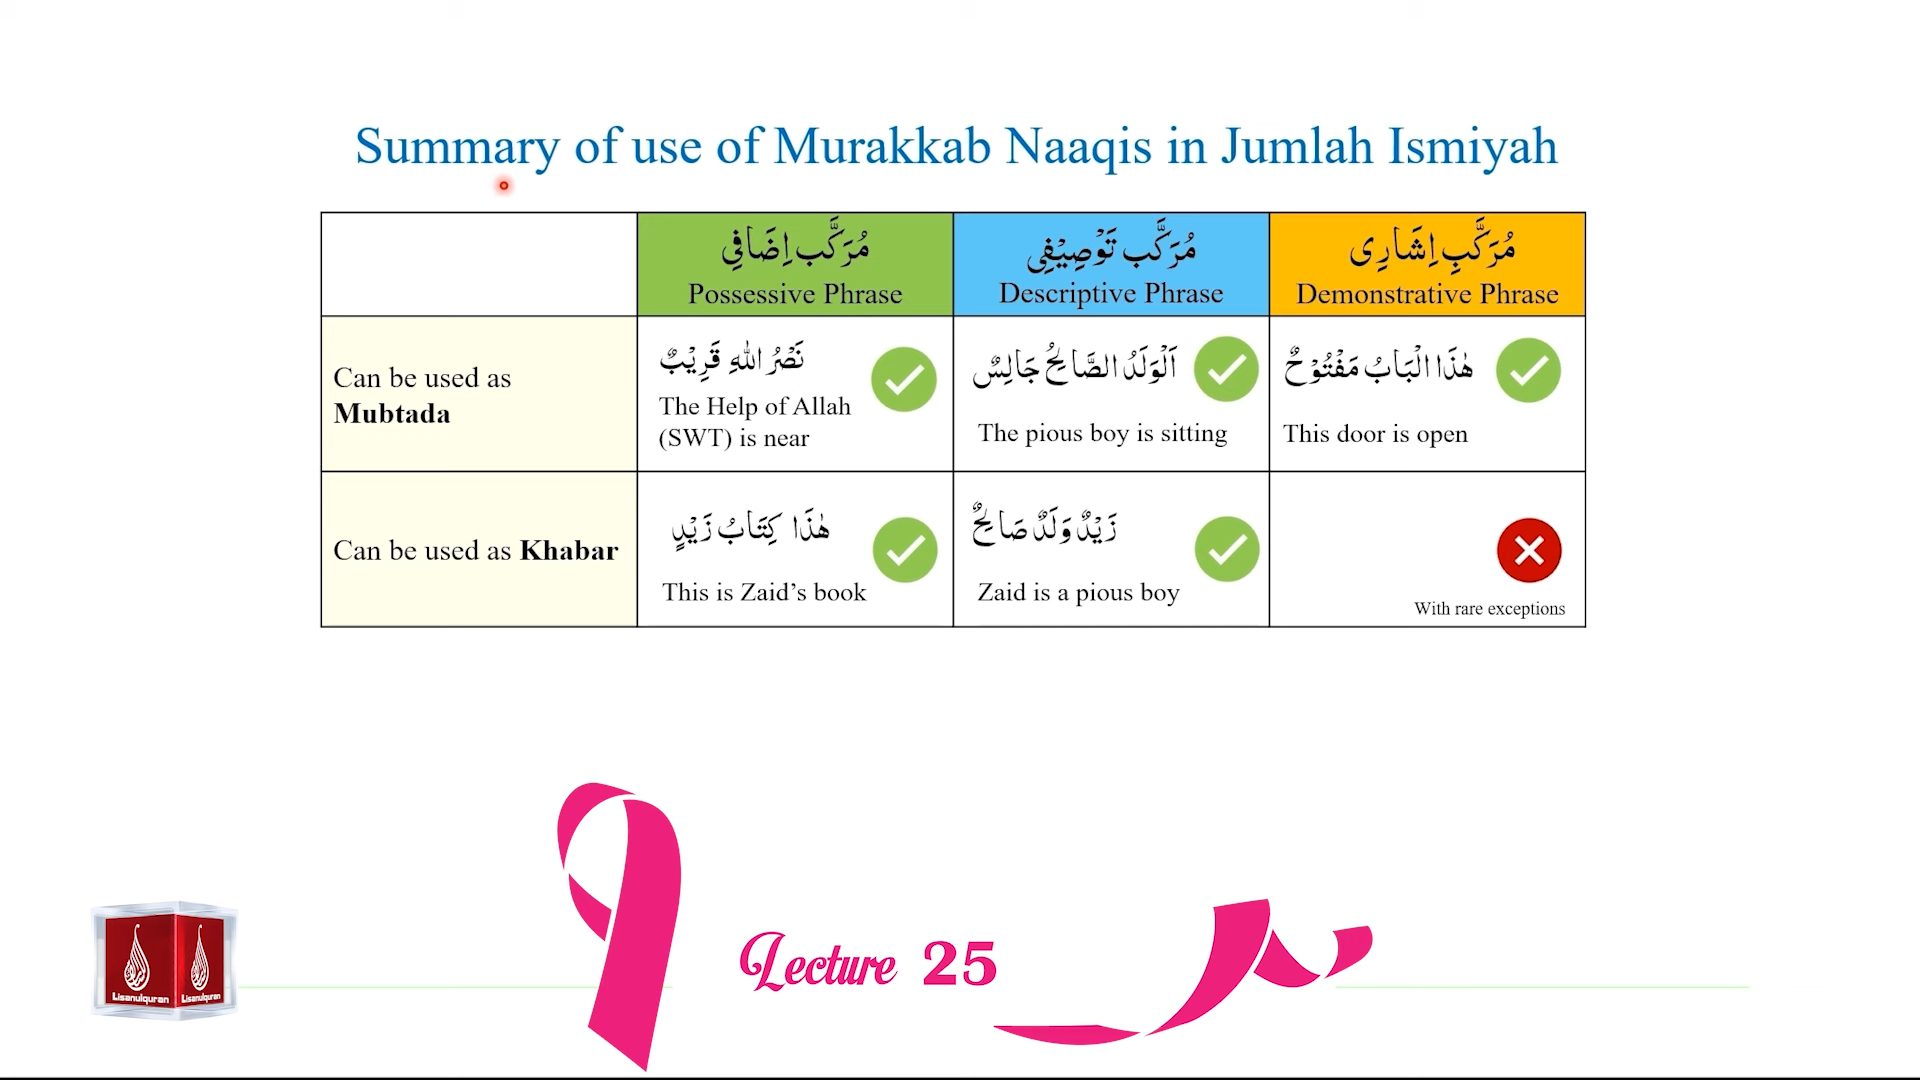 Summary of use of Murakkab Naaqis in Jumlah Ismiyah
مُرَكَّب اِضَافِي
Possessive Phrase
مُرَكَّب تَوْصِيْفِى
Descriptive Phrase
مُرَكَّبِ اِشَارِى
Demonstrative Phrase
Can be used as
Mubtada
نَصْرُ اللهِ قَرِيْبٌ
The Help of Allah
(SWT) is near
اَلْوَلَدُ الصَّالِحُ جَالِسٌ
The pious boy is sitting
هٰذَا الْبَابُ مَفْتُوْحٌ
This door is open
Can be used as Khabar
هٰذَا كِتَابُ زَيْدٍ
This is Zaid’s book
زَيْدٌ وَلَدٌ صَالِحٌ
Zaid is a pious boy
With rare exceptions
Lecture 25
Lisanulquran
Lisanulquran